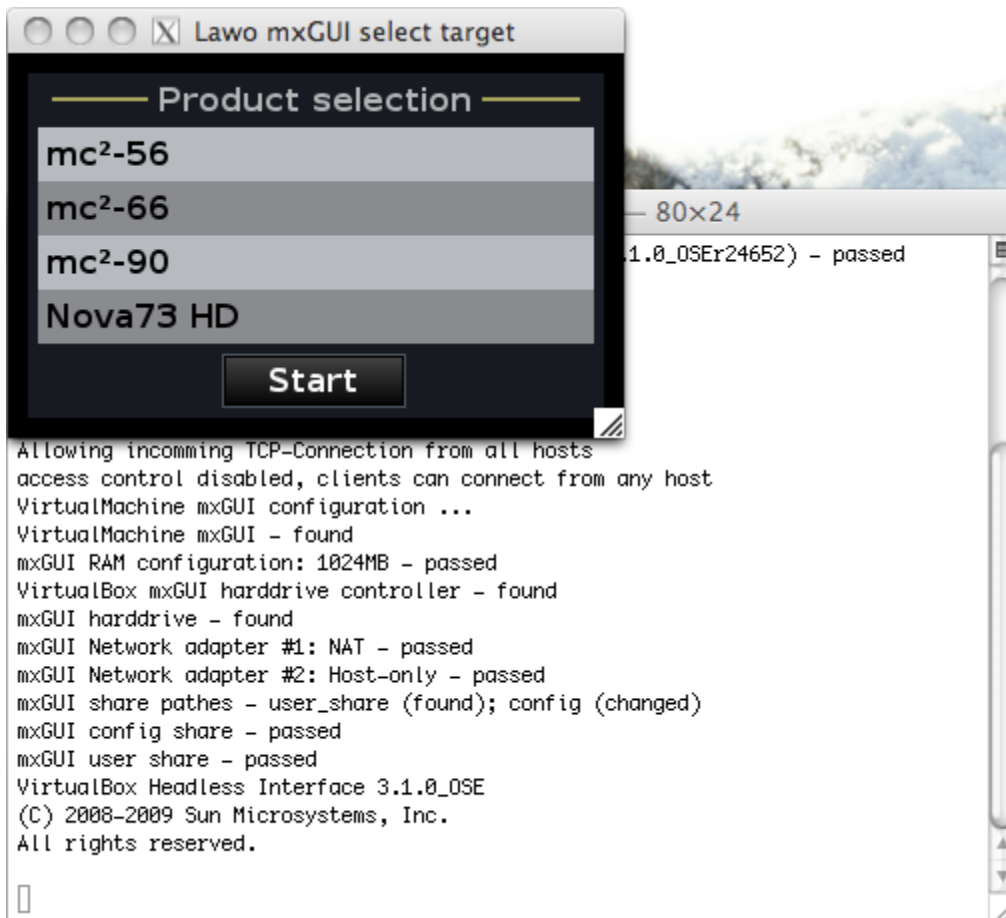 Lawo mxGUI select target
Product selection
mc²-56
mc²-66
mc²-90
Nova73 HD
Start
— 80×24
.1.0_OSEr24652) – passed
Allowing incomming TCP-Connection from all hosts
access control disabled, clients can connect from any host
VirtualMachine mxGUI configuration ...
VirtualMachine mxGUI – found
mxGUI RAM configuration: 1024MB – passed
VirtualBox mxGUI harddrive controller – found
mxGUI harddrive – found
mxGUI Network adapter #1: NAT – passed
mxGUI Network adapter #2: Host-only – passed
mxGUI share pathes – user_share (found); config (changed)
mxGUI config share – passed
mxGUI user share – passed
VirtualBox Headless Interface 3.1.0_OSE
(C) 2008-2009 Sun Microsystems, Inc.
All rights reserved.